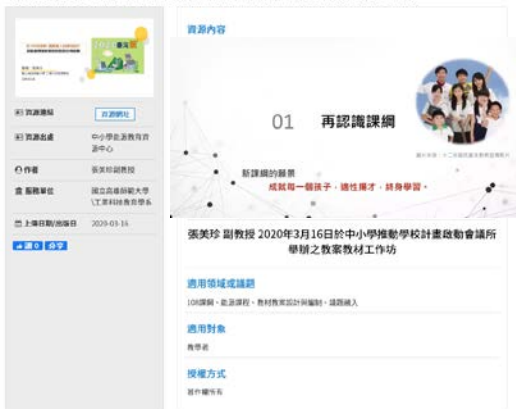 資源網址
資源出處
中小學能源教育資
源中心
作者
張美珍副教授
服務單位
國立高雄師範大學
\工業科技教育學系
上傳日期/出版日
2020-03-16
讚 0
分享
資源內容
01 再認識課綱
新課綱的願景
成就每一個孩子，適性揚才，終身學習。
張美珍 副教授 2020年3月16日於中小學推動學校計畫啟動會議所
舉辦之教案教材工作坊
適用領域或議題
108課綱、能源課程、教材教案設計與編制、議題融入
適用對象
教學者
授權方式
著作權所有